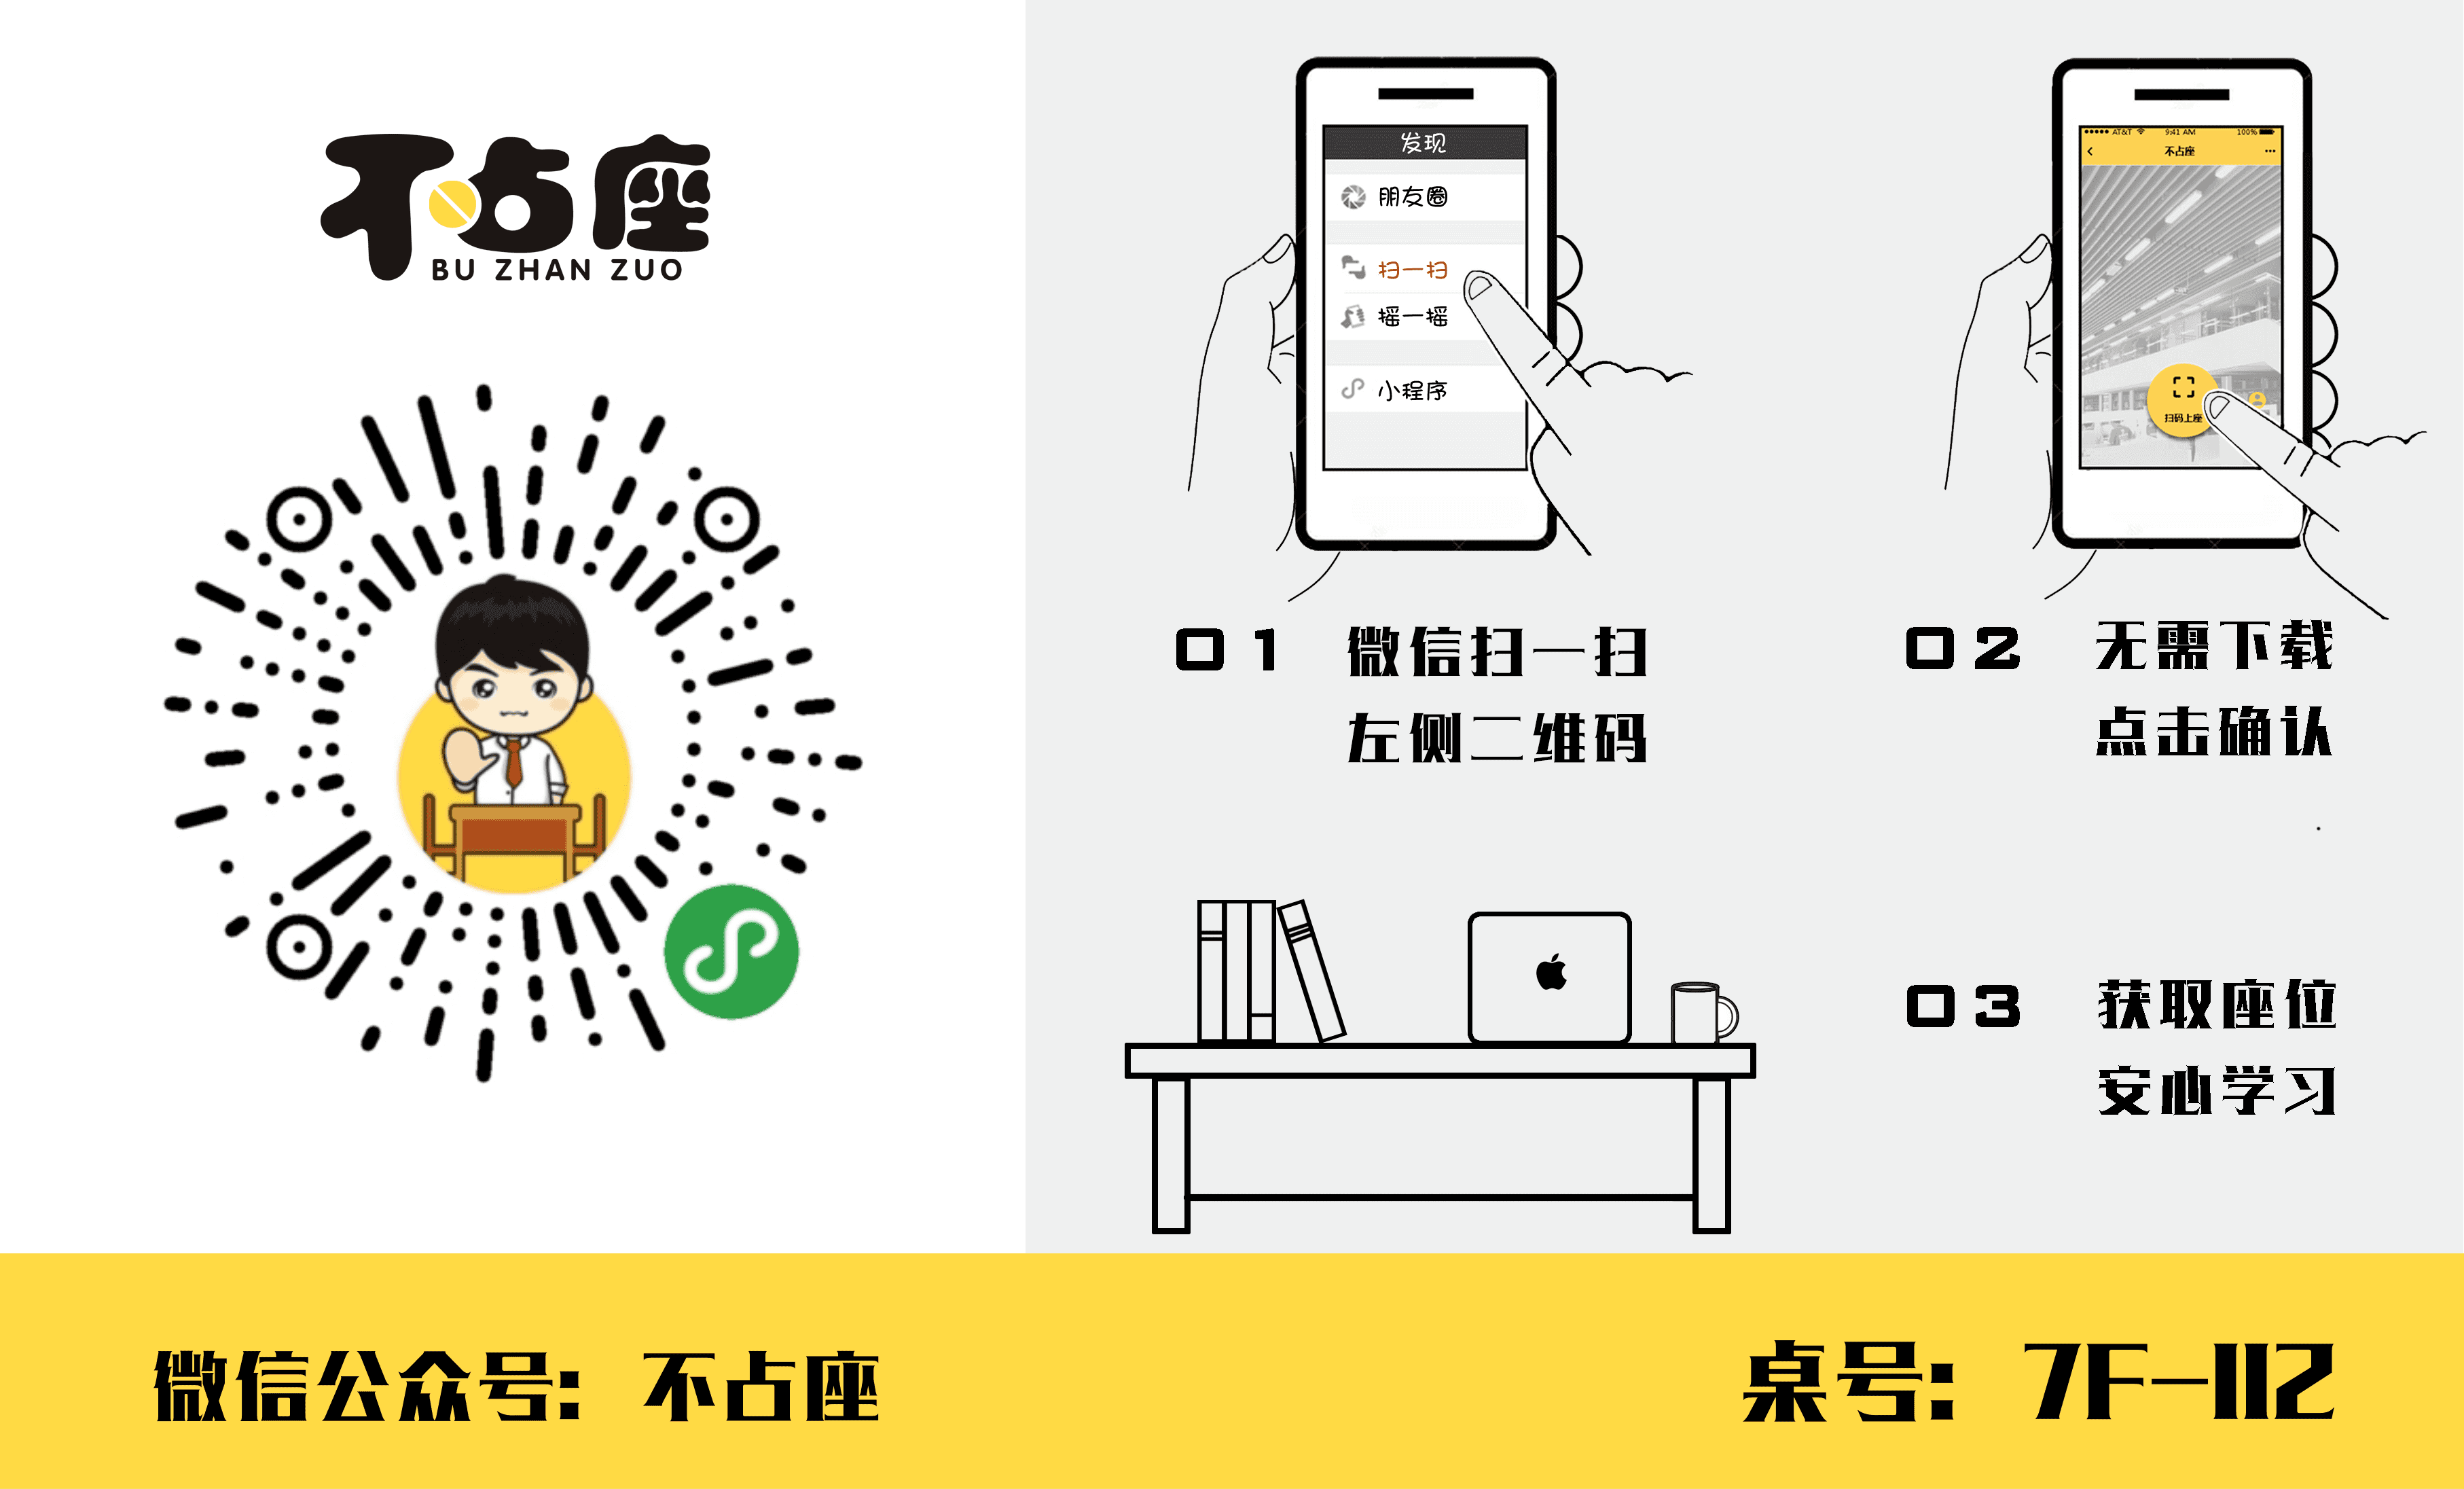 不占座
BU ZHAN ZUO
发现
朋友圈
扫一扫
摇一摇
小程序
AT&T 9:41 AM 100%
不占座
扫码上座
01 微信扫一扫
左侧二维码
02 无需下载
点击确认
03 获取座位
安心学习
微信公众号: 不占座
桌号: 7F-112